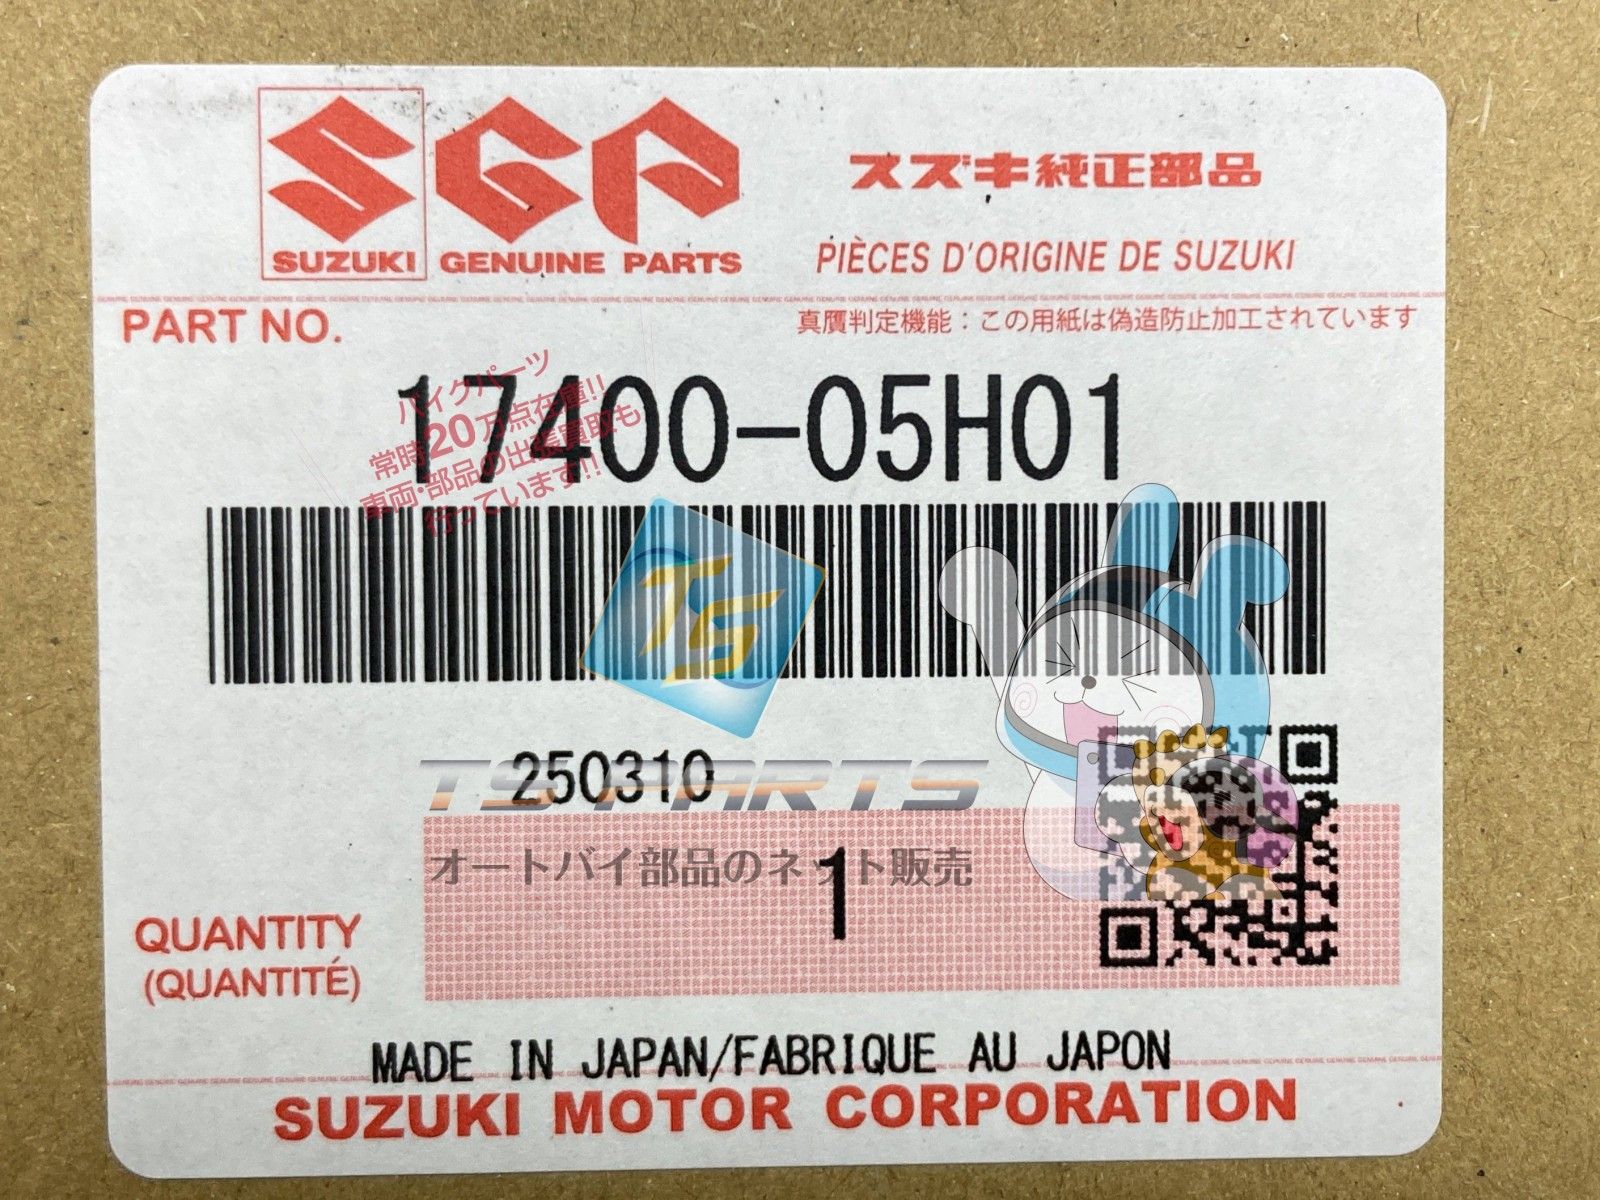 SUZUKI GENUINE PARTS
スズキ純正部品
PIÈCES D'ORIGINE DE SUZUKI
PART NO.
真贋判定機能：この用紙は偽造防止加工されています
17400-05H01
バイクパーツ
常時20万点在庫!!
車両・部品の出張買取も
行っています!!
TS
250310
TS PARTS
オートバイ部品のネット販売
1
QUANTITY
(QUANTITÉ)
MADE IN JAPAN/FABRIQUE AU JAPON
SUZUKI MOTOR CORPORATION